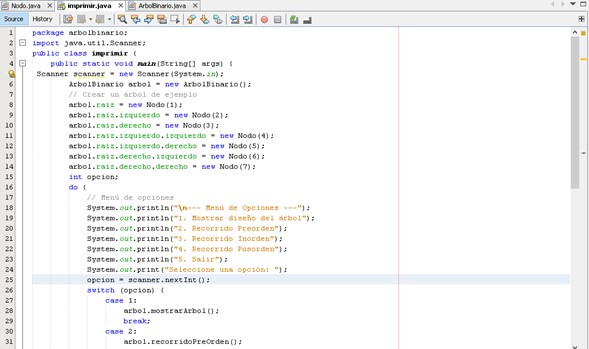 Nodo.java
imprimir.java
ArbolBinario.java
Source
History
1 package arbolbinario;
2 import java.util.Scanner;
3 public class imprimir {
4 public static void main(String[] args) {
Scanner scanner = new Scanner(System.in);
6 ArbolBinario arbol = new ArbolBinario();
7 // Crear un árbol de ejemplo
8 arbol.raiz = new Nodo(1);
9 arbol.raiz.izquierdo = new Nodo(2);
10 arbol.raiz.derecho = new Nodo(3);
11 arbol.raiz.izquierdo.izquierdo = new Nodo(4);
12 arbol.raiz.izquierdo.derecho = new Nodo(5);
13 arbol.raiz.derecho.izquierdo = new Nodo(6);
14 arbol.raiz.derecho.derecho = new Nodo(7);
15 int opcion;
16 do {
17 // Menú de opciones
18 System.out.println("\n--- Menú de Opciones ---");
19 System.out.println("1. Mostrar diseño del árbol");
20 System.out.println("2. Recorrido Preorden");
21 System.out.println("3. Recorrido Inorden");
22 System.out.println("4. Recorrido Posorden");
23 System.out.println("5. Salir");
24 System.out.print("Seleccione una opción: ");
25 opcion = scanner.nextInt();
26 switch (opcion) {
27 case 1:
28 arbol.mostrarArbol();
29 break;
30 case 2:
31 arbol.recorridoPreOrden();